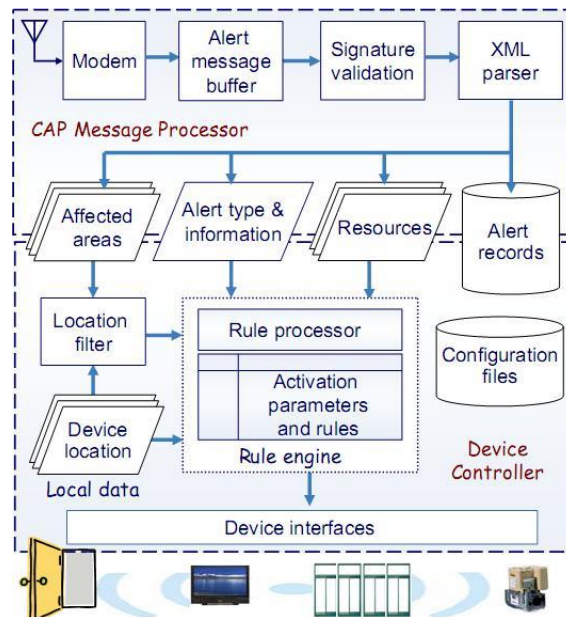 Modem
Alert
message
buffer
Signature
validation
XML
parser
CAP Message Processor
Affected
areas
Alert type &
information
Resources
Alert
records
Location
filter
Rule processor
Configuration
files
Activation
parameters
and rules
Device
location
Rule engine
Device
Controller
Local data
Device interfaces